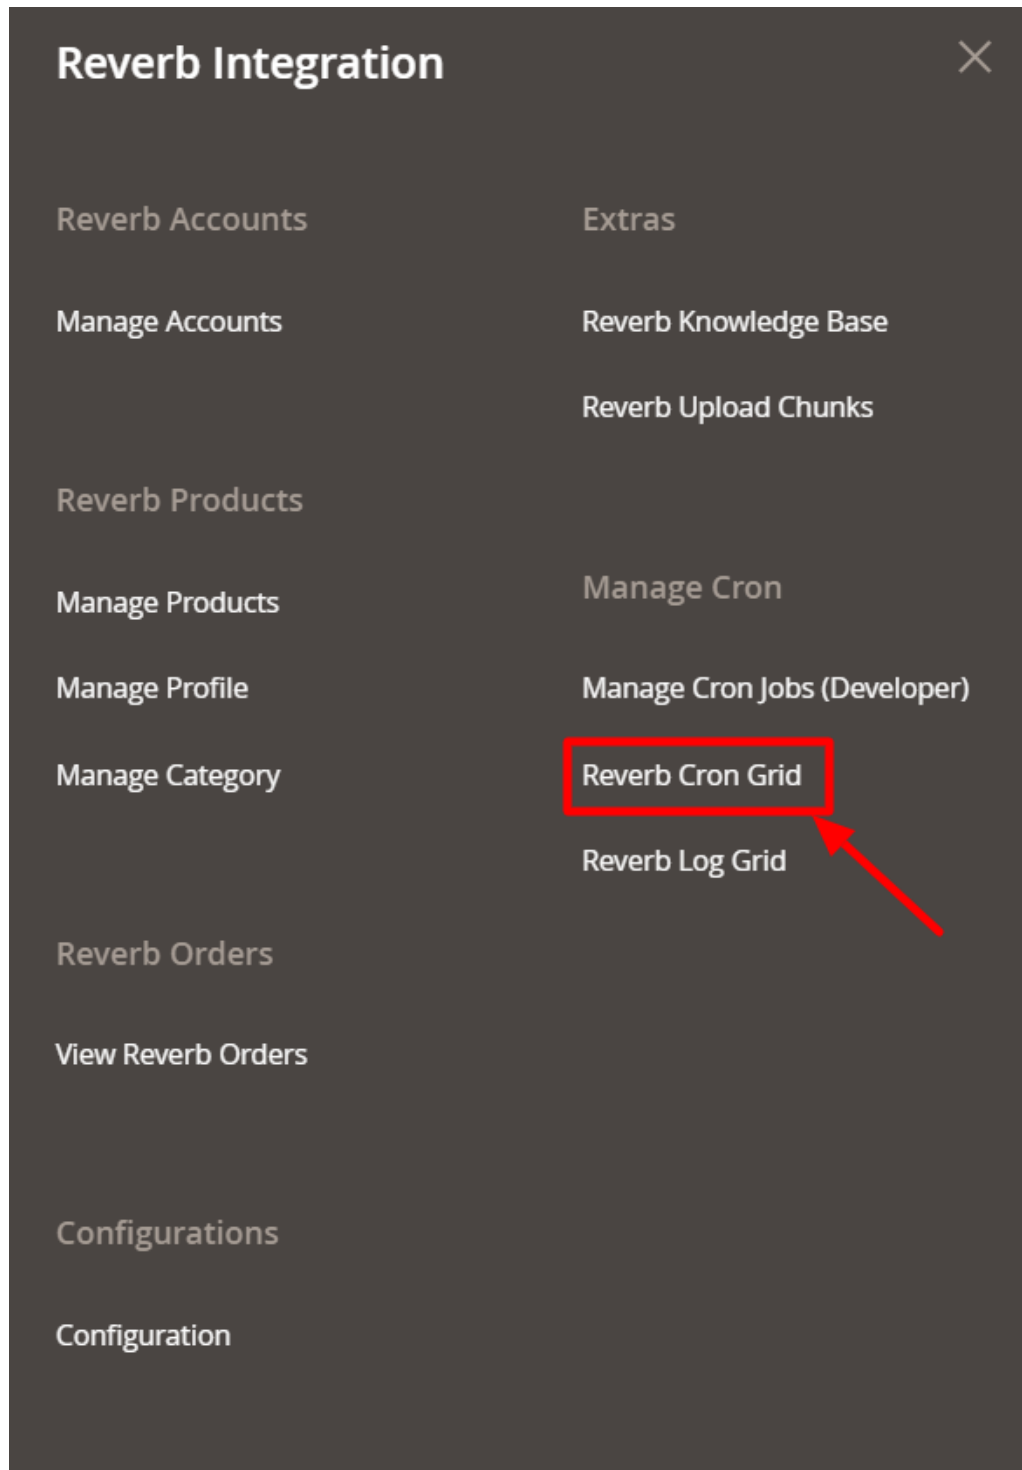 Reverb Integration
Reverb Accounts
Manage Accounts
Reverb Products
Manage Products
Manage Profile
Manage Category
Reverb Orders
View Reverb Orders
Configurations
Configuration
Extras
Reverb Knowledge Base
Reverb Upload Chunks
Manage Cron
Manage Cron Jobs (Developer)
Reverb Cron Grid
Reverb Log Grid